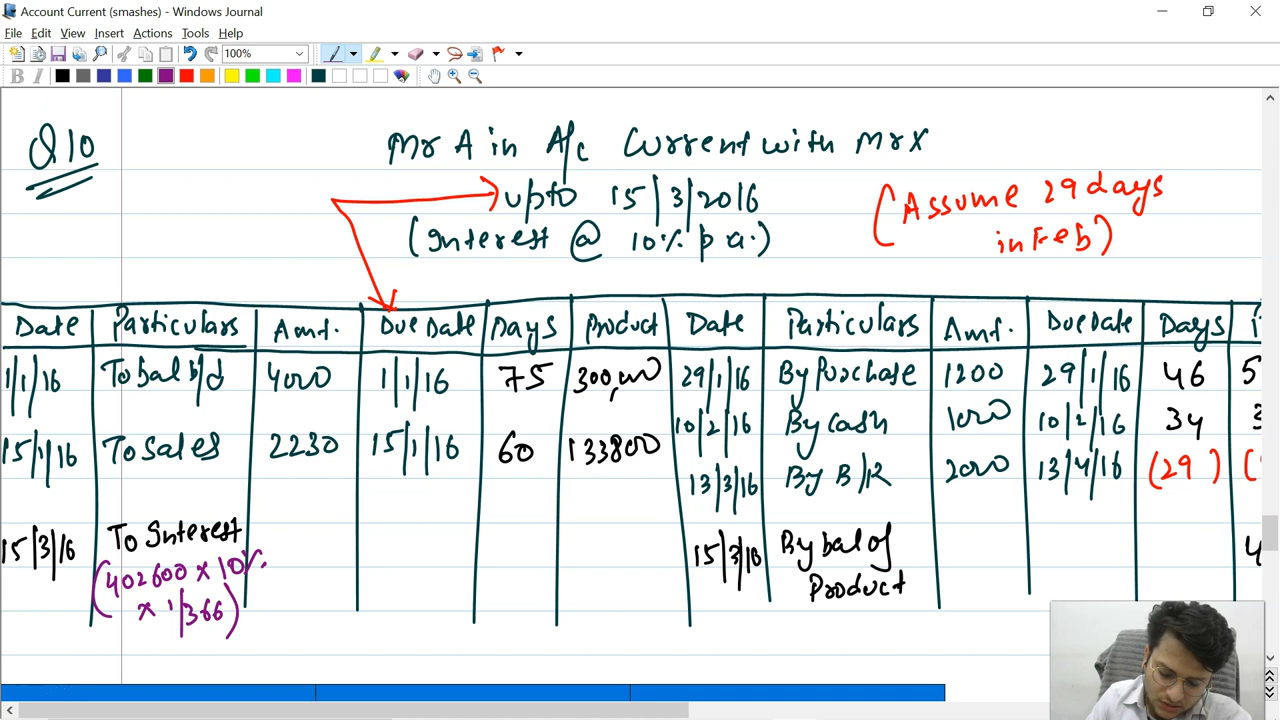 Account Current (smashes) - Windows Journal
File Edit View Insert Actions Tools Help
100%
B I
Q10
Mr A in A/c Current with Mr X
upto 15/3/2016
(Interest @ 10% p.a.)
(Assume 29 days
in Feb)
Date Particulars Amt. Due Date Days Product Date Particulars Amt. Due Date Days
1/1/16 To bal b/d 4000 1/1/16 75 300,000 29/1/16 By Purchase 1200 29/1/16 46 5
15/1/16 To Sales 2230 15/1/16 60 133800 10/2/16 By Cash 1000 10/2/16 34 3
13/3/16 By B/R 2000 13/4/16 (29) (
15/3/16 To Interest 15/3/16 By bal of 4
Product
(402600 x 10%
x 1/366)